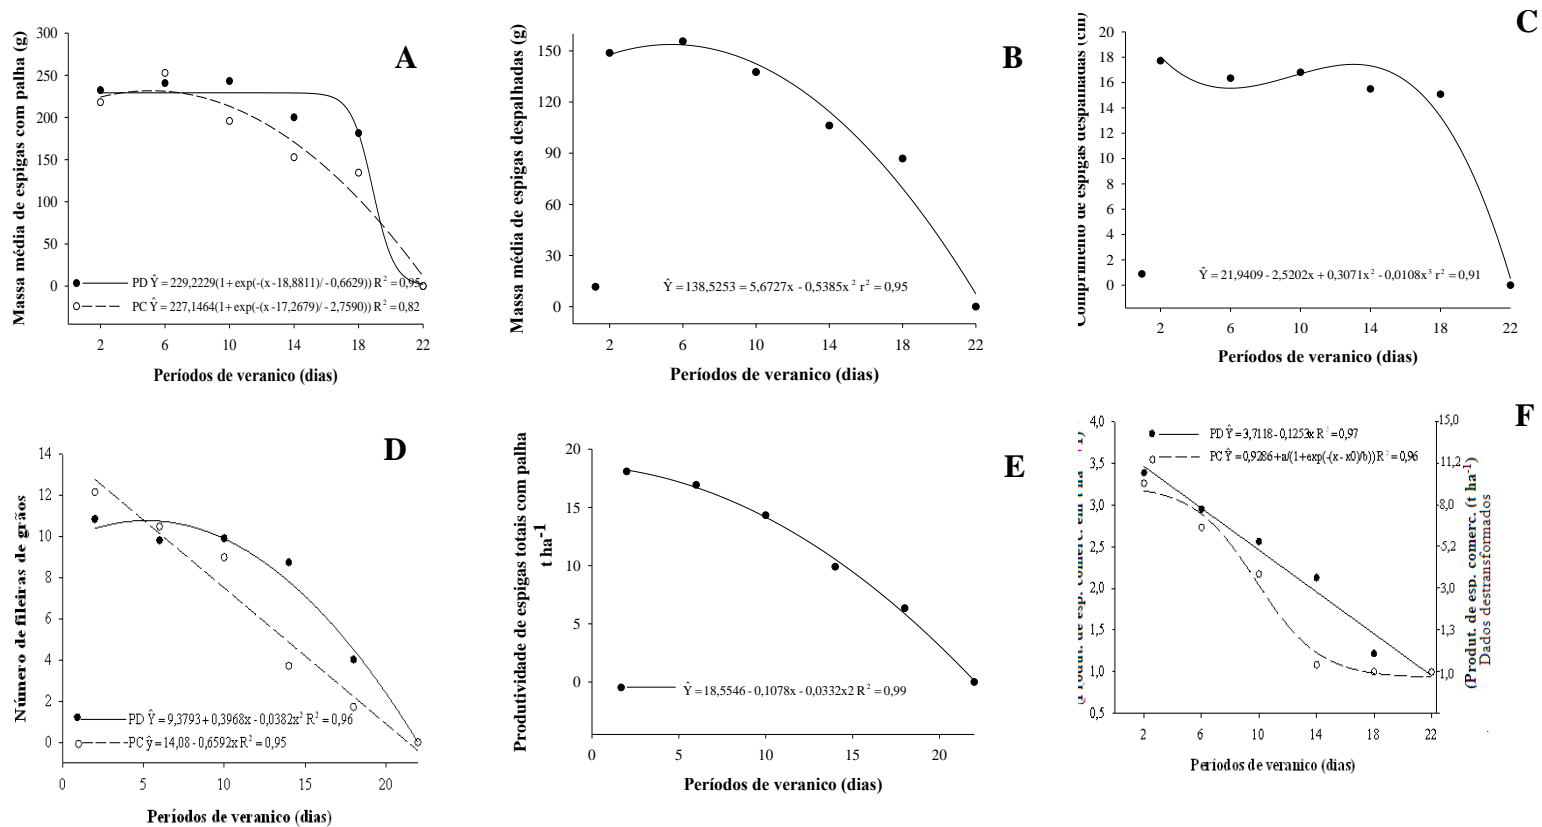 A
Massa média de espigas com palha (g)
300
250
200
150
100
50
0
PD Ŷ = 229,2229(1+exp(-(x -18,8811)/ - 0,6629)) R² = 0,95
PC Ŷ = 227,1464(1+exp(-(x -17,2679)/ - 2,7590)) R² = 0,82
2 6 10 14 18 22
Períodos de veranico (dias)
B
Massa média de espigas despalhadas (g)
150
120
90
60
30
0
Ŷ = 138,5253 = 5,6727x - 0,5385x² r² = 0,95
2 6 10 14 18 22
Períodos de veranico (dias)
C
Comprimento de espigas despalhadas (cm)
20
18
16
14
12
10
8
6
4
2
0
Ŷ = 21,9409 - 2,5202x + 0,3071x² - 0,0108x³ r² = 0,91
2 6 10 14 18 22
Períodos de veranico (dias)
D
Número de fileiras de grãos
14
12
10
8
6
4
2
0
PD Ŷ = 9,3793 + 0,3968x - 0,0382x² R² = 0,96
PC ŷ = 14,08 - 0,6592x R² = 0,95
0 5 10 15 20
Períodos de veranico (dias)
E
Produtividade de espigas totais com palha
t ha⁻¹
20
15
10
5
0
Ŷ = 18,5546 - 0,1078x - 0,0332x2 R² = 0,99
0 5 10 15 20
Períodos de veranico (dias)
F
Produt. de esp. comerc. em t ha
4,0
3,5
3,0
2,5
2,0
1,5
1,0
0,5
PD Ŷ = 3,7118 - 0,1253x R² = 0,97
PC Ŷ = 0,9286 + a/(1+exp(-(x - x0)/b)) R² = 0,96
15,0
11,2
8,0
5,2
3,0
1,3
1,0
(Produt. de esp. comerc. (t ha⁻¹)
Dados destransformados
2 6 10 14 18 22
Períodos de veranico (dias)